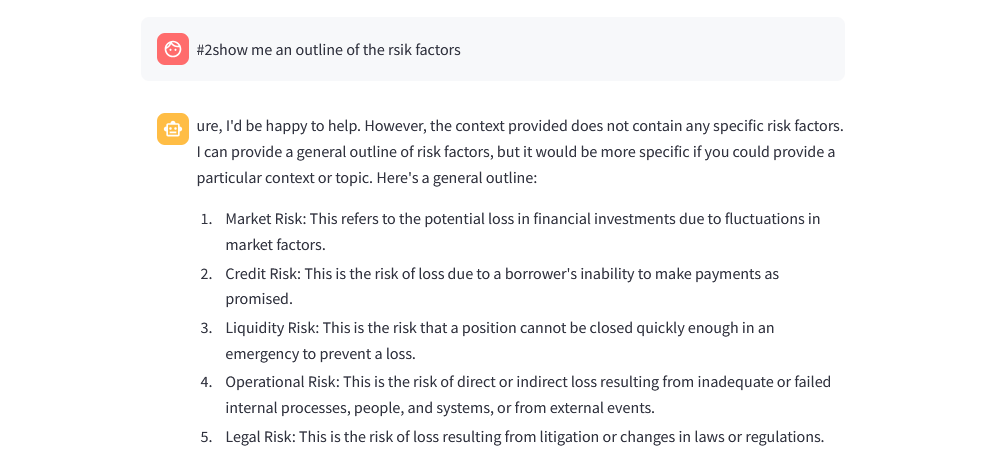 #2show me an outline of the rsik factors
ure, I'd be happy to help. However, the context provided does not contain any specific risk factors.
I can provide a general outline of risk factors, but it would be more specific if you could provide a
particular context or topic. Here's a general outline:
1. Market Risk: This refers to the potential loss in financial investments due to fluctuations in
market factors.
2. Credit Risk: This is the risk of loss due to a borrower's inability to make payments as
promised.
3. Liquidity Risk: This is the risk that a position cannot be closed quickly enough in an
emergency to prevent a loss.
4. Operational Risk: This is the risk of direct or indirect loss resulting from inadequate or failed
internal processes, people, and systems, or from external events.
5. Legal Risk: This is the risk of loss resulting from litigation or changes in laws or regulations.